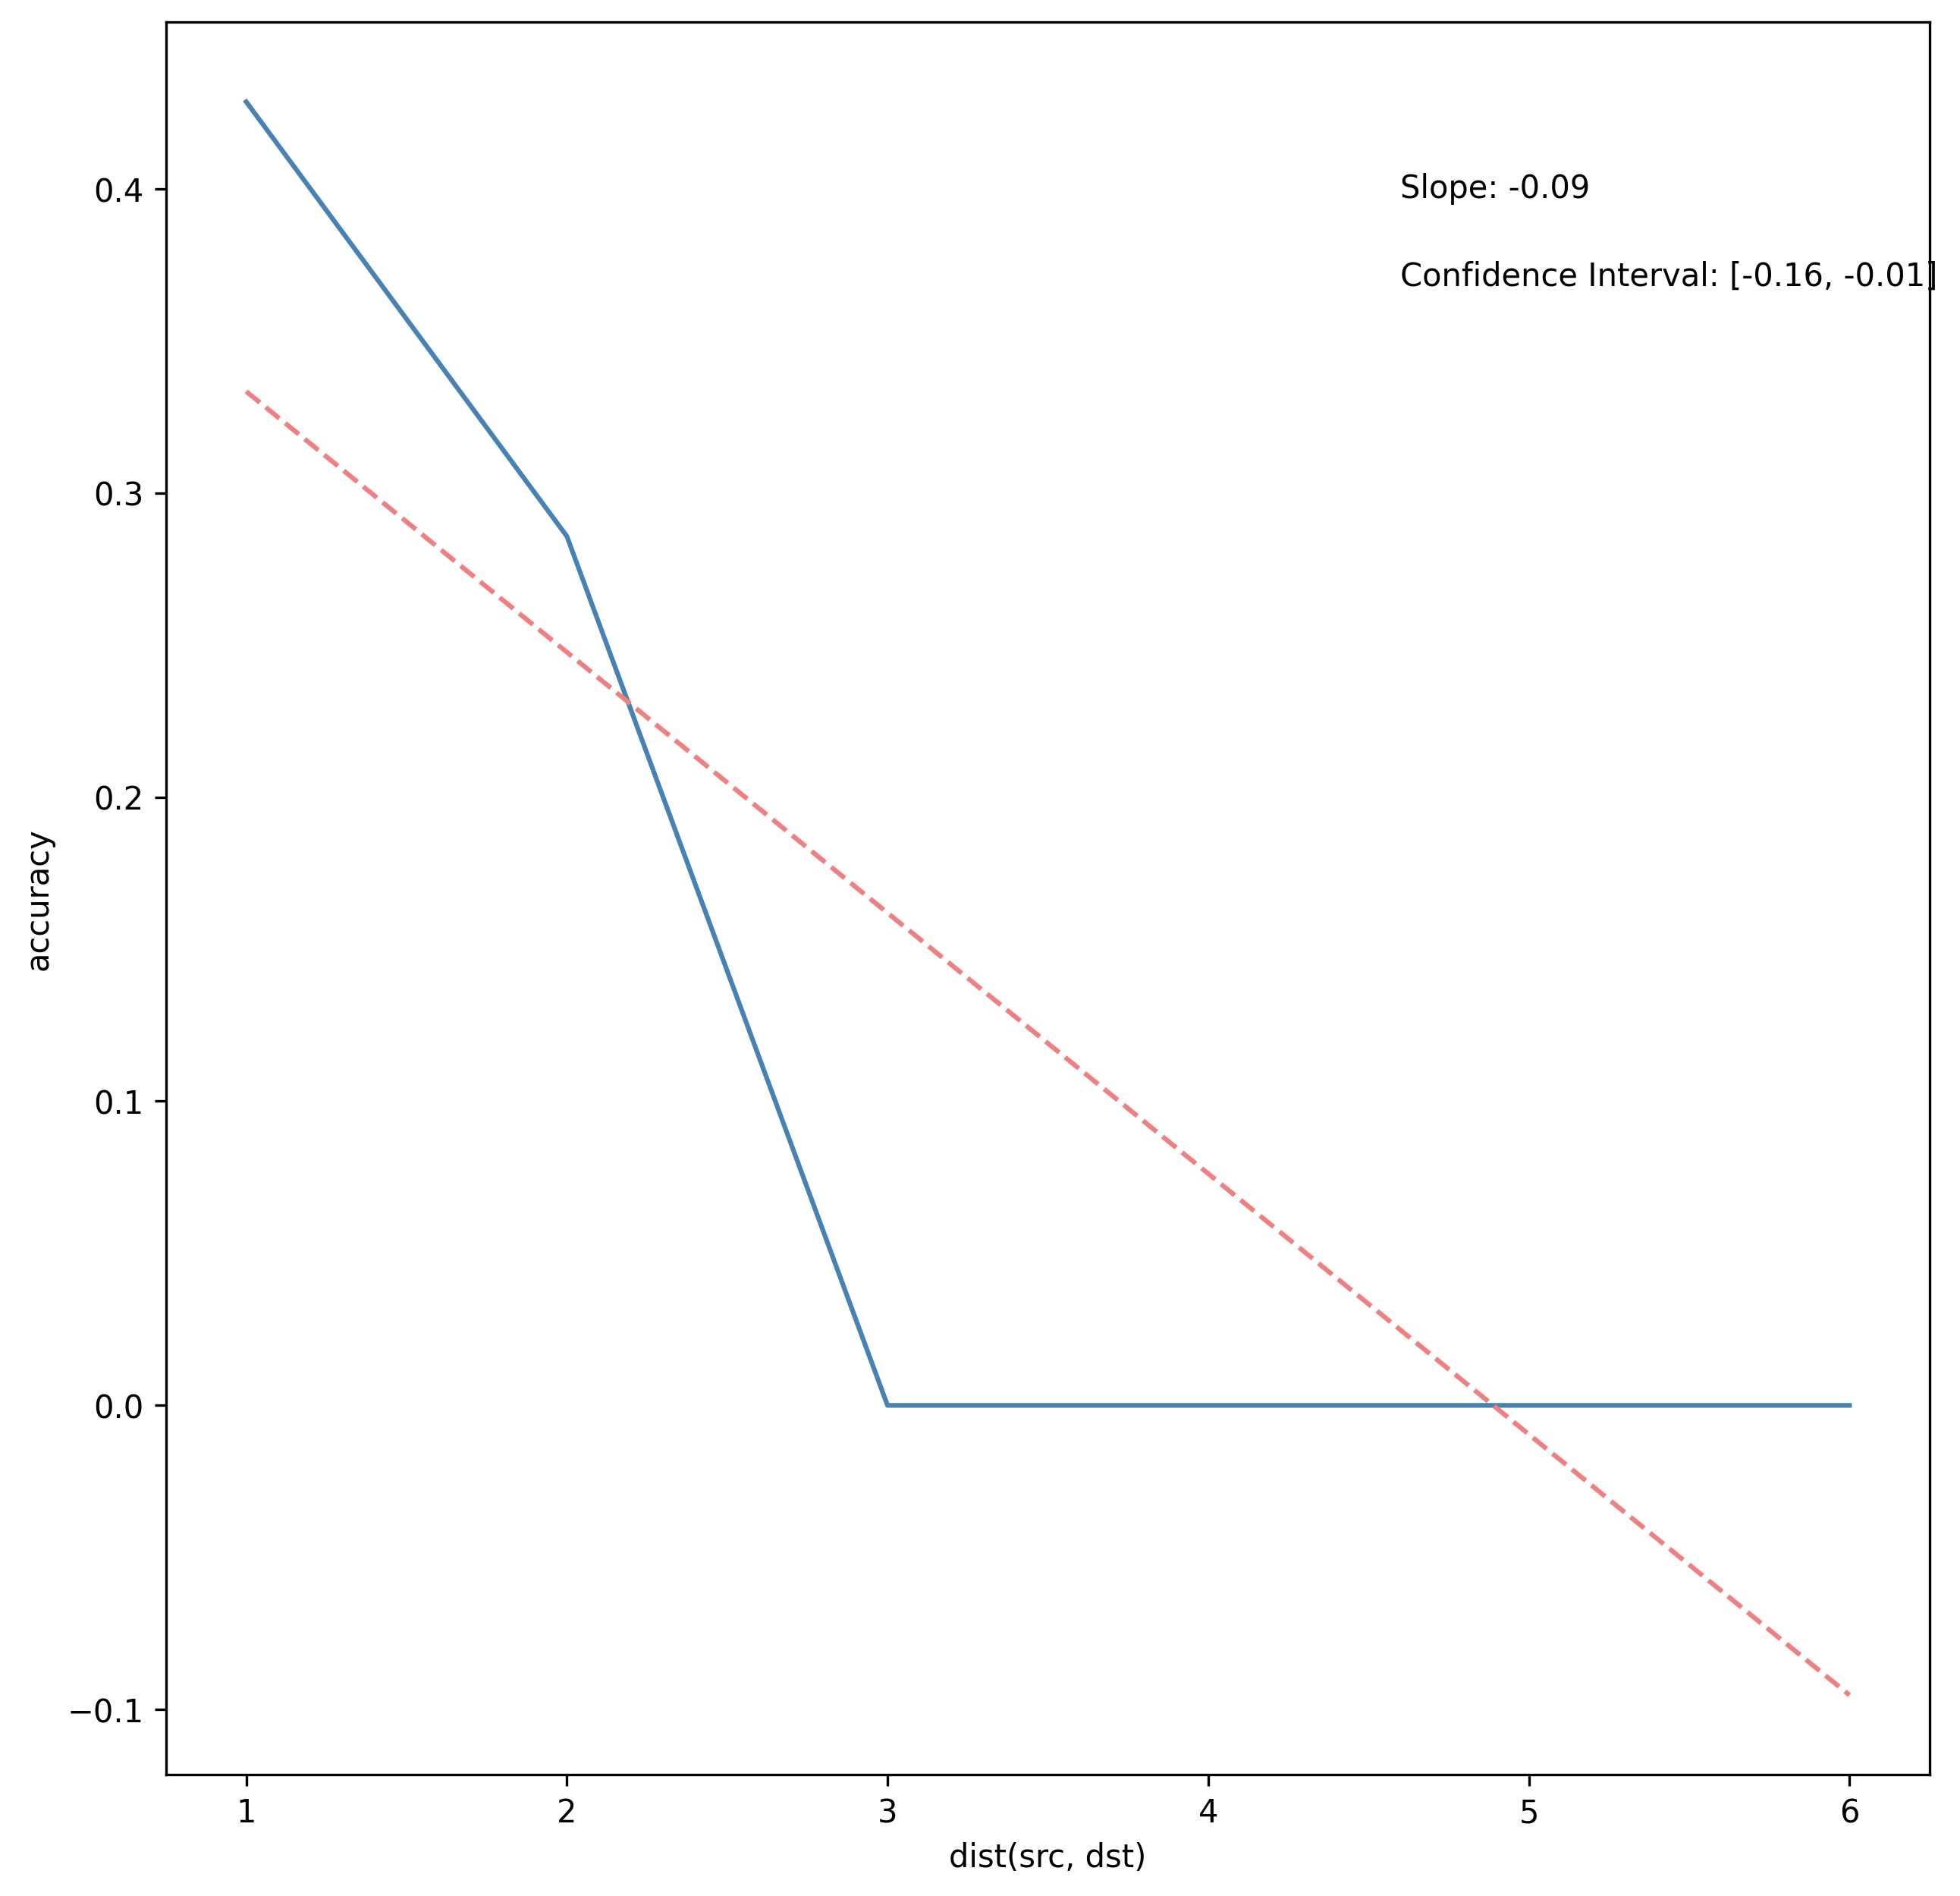 Slope: -0.09
Confidence Interval: [-0.16, -0.01]
0.4
0.3
0.2
0.1
0.0
−0.1
accuracy
1 2 3 4 5 6
dist(src, dst)